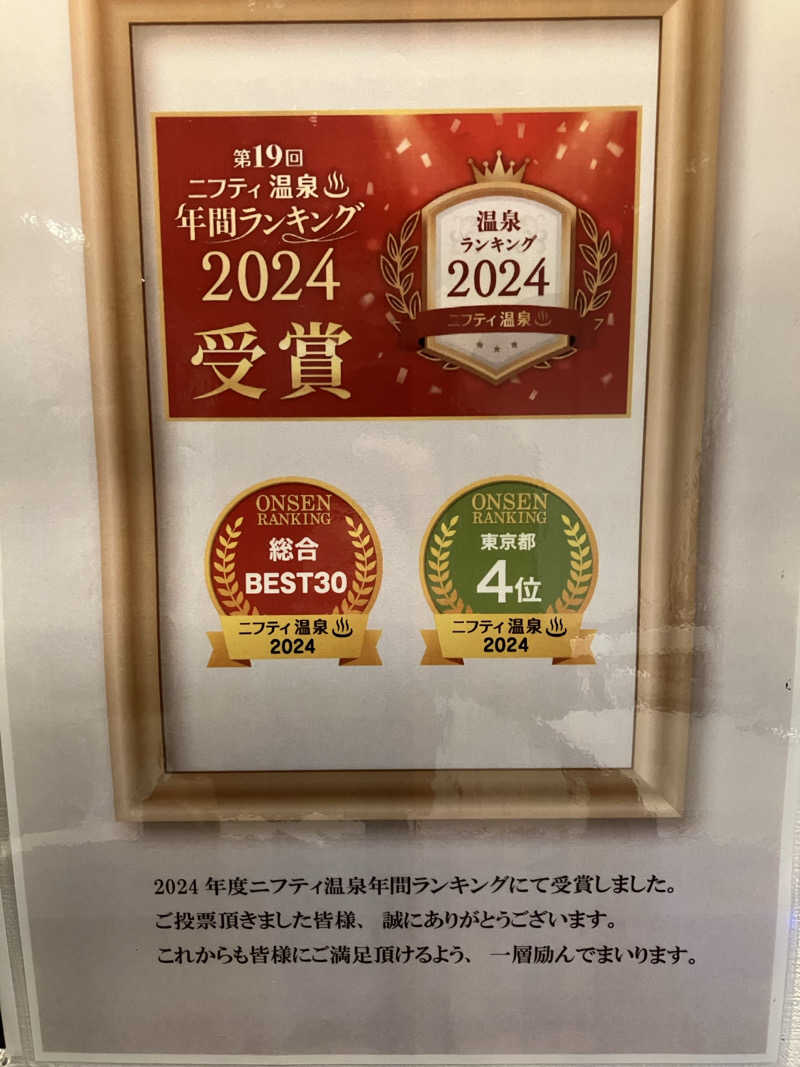 第19回
ニフティ温泉
年間ランキング
2024
受賞
温泉
ランキング
2024
ニフティ温泉
ONSEN
RANKING
総合
BEST30
ニフティ温泉
2024
ONSEN
RANKING
東京都
4位
ニフティ温泉
2024
2024 年度ニフティ温泉年間ランキングにて受賞しました。
ご投票頂きました皆様、誠にありがとうございます。
これからも皆様にご満足頂けるよう、一層励んでまいります。